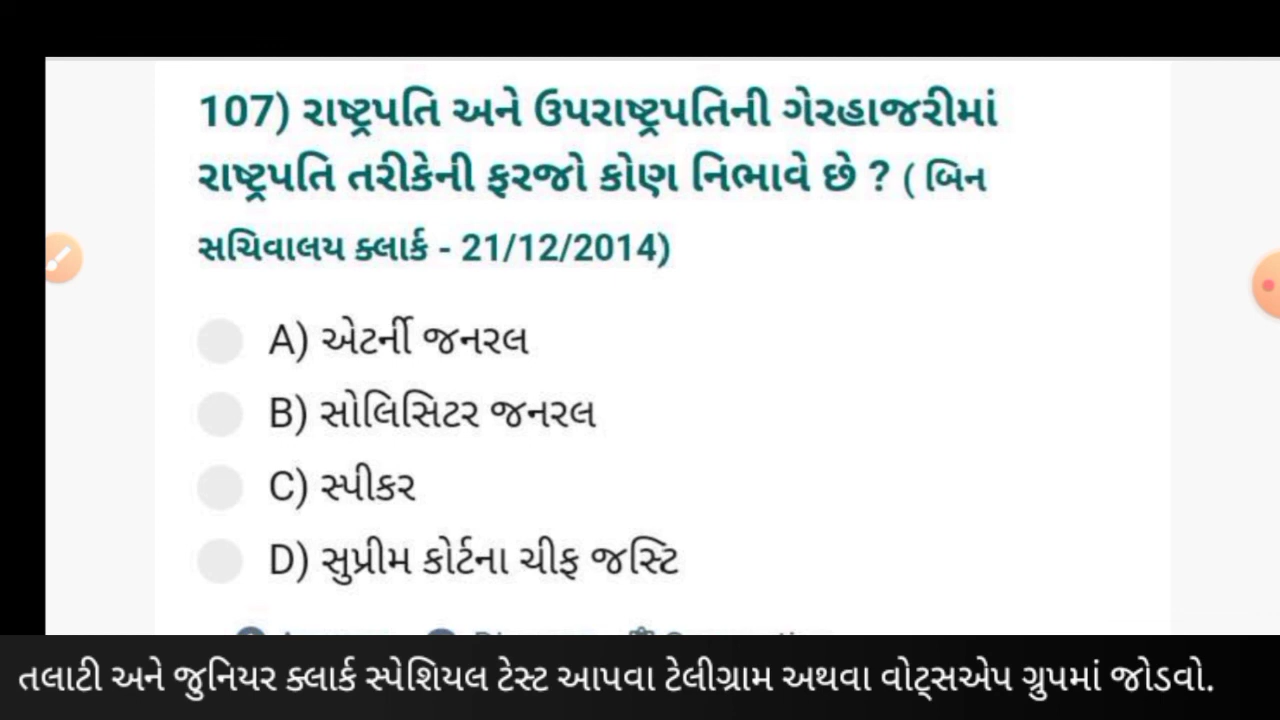 107) રાષ્ટ્રપતિ અને ઉપરાષ્ટ્રપતિની ગેરહાજરીમાં
રાષ્ટ્રપતિ તરીકેની ફરજો કોણ નિભાવે છે ? ( બિન
સચિવાલય ક્લાર્ક - 21/12/2014)
A) એટર્ની જનરલ
B) સોલિસિટર જનરલ
C) સ્પીકર
D) સુપ્રીમ કોર્ટના ચીફ જસ્ટિ
તલાટી અને જુનિયર ક્લાર્ક સ્પેશિયલ ટેસ્ટ આપવા ટેલીગ્રામ અથવા વોટ્સએપ ગ્રુપમાં જોડવો.